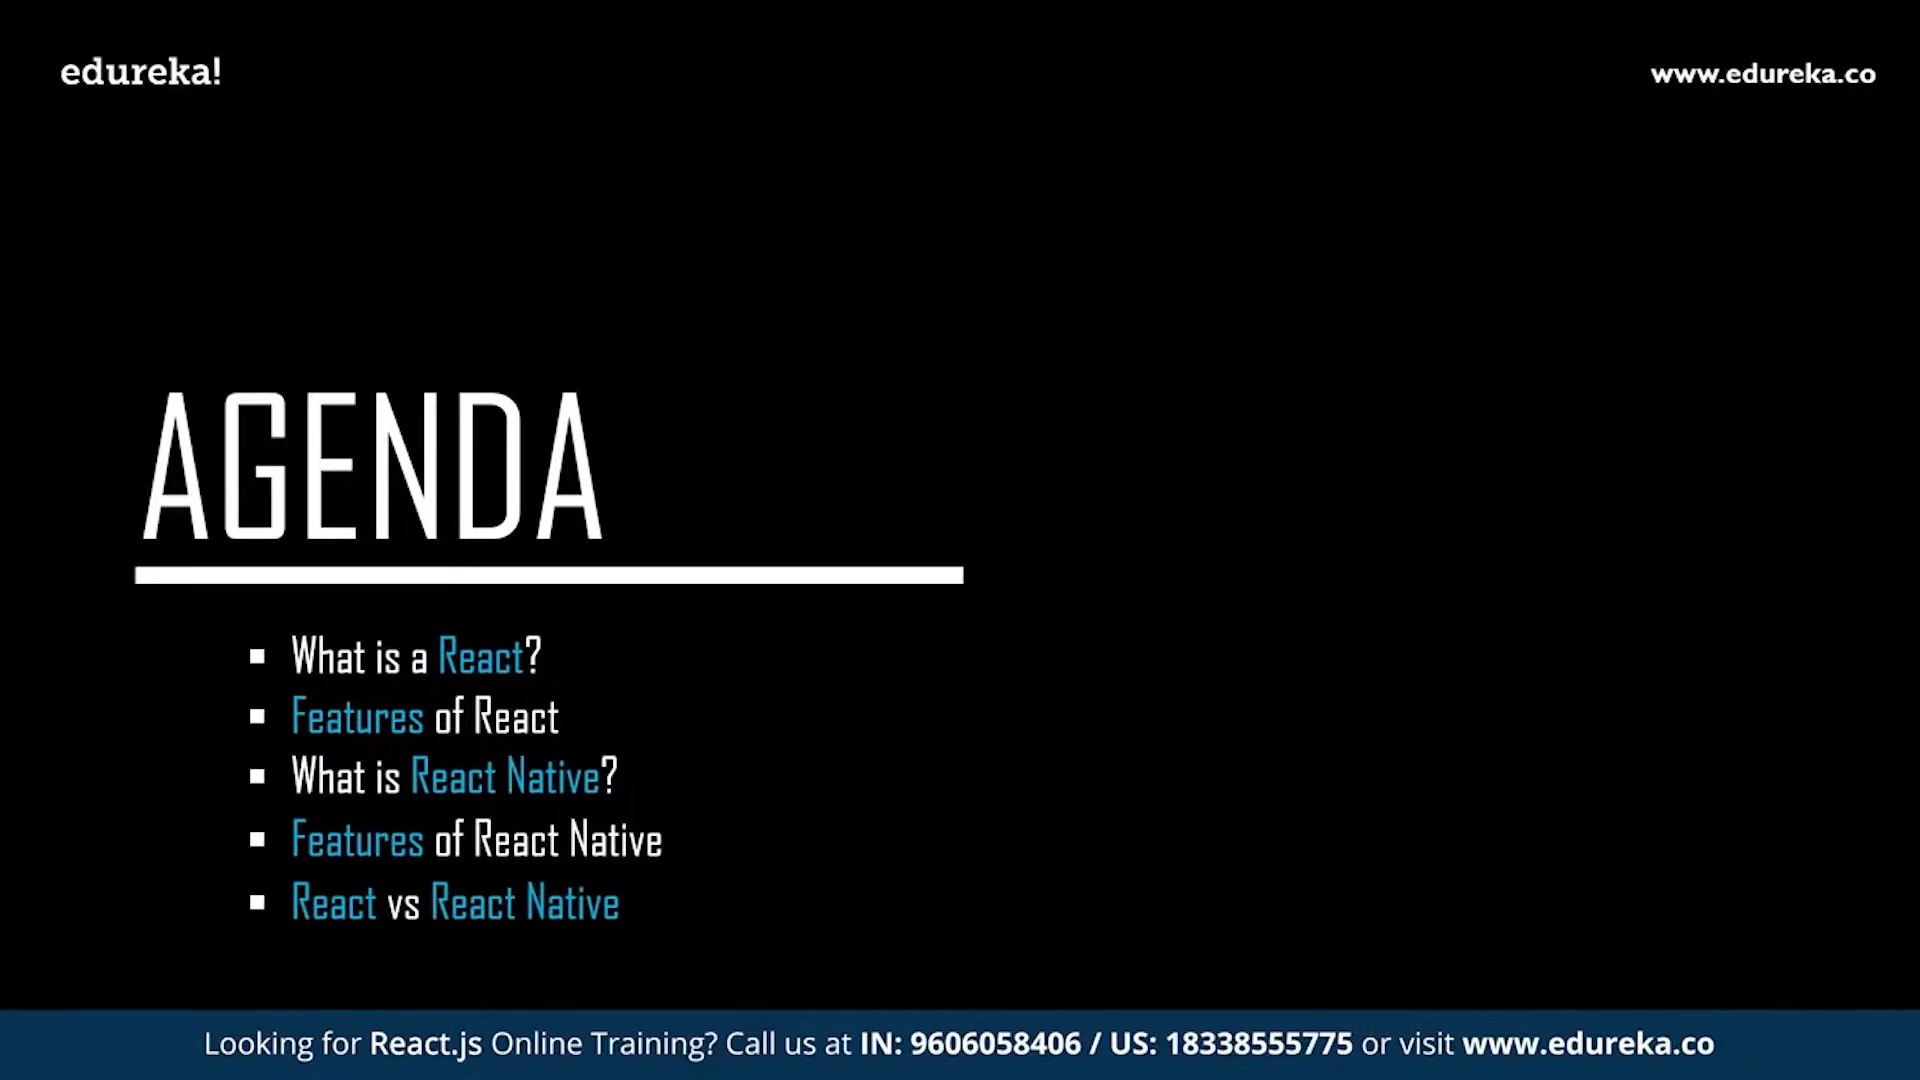 edureka!
www.edureka.co
AGENDA
▪ What is a React?
▪ Features of React
▪ What is React Native?
▪ Features of React Native
▪ React vs React Native
Looking for React.js Online Training? Call us at IN: 9606058406 / US: 18338555775 or visit www.edureka.co